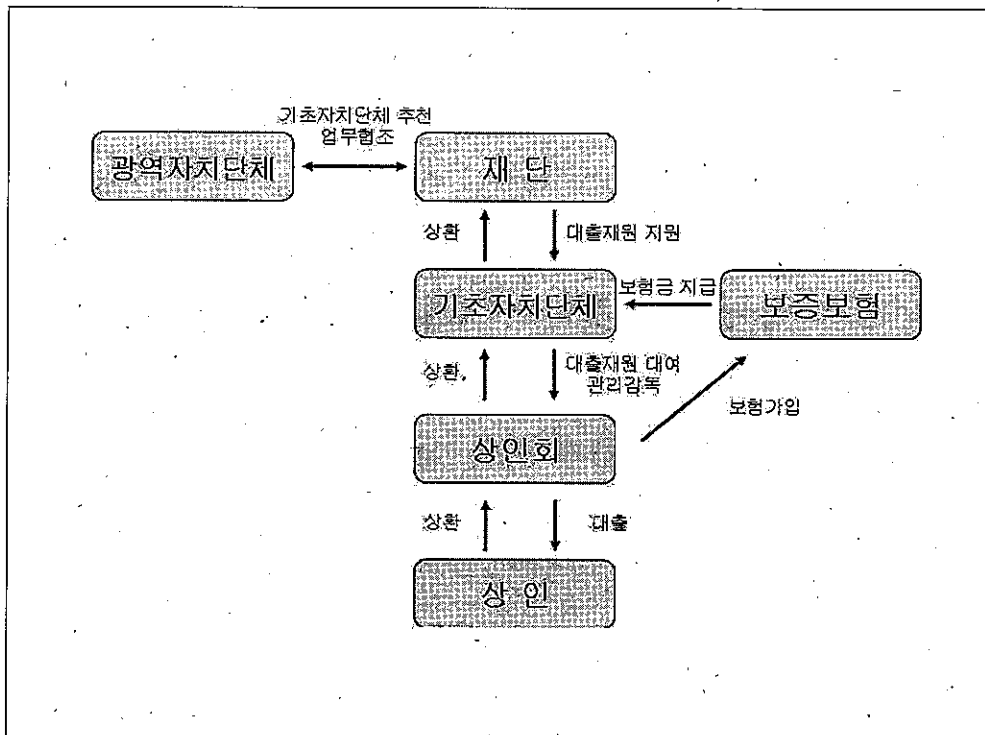 기초자치단체 추천
업무협조
광역자치단체
재 단
상환
대출재원 지원
보험금 지급
기초자치단체
보증보험
상환
대출재원 대여
관리감독
보험가입
상인회
상환
대출
상 인